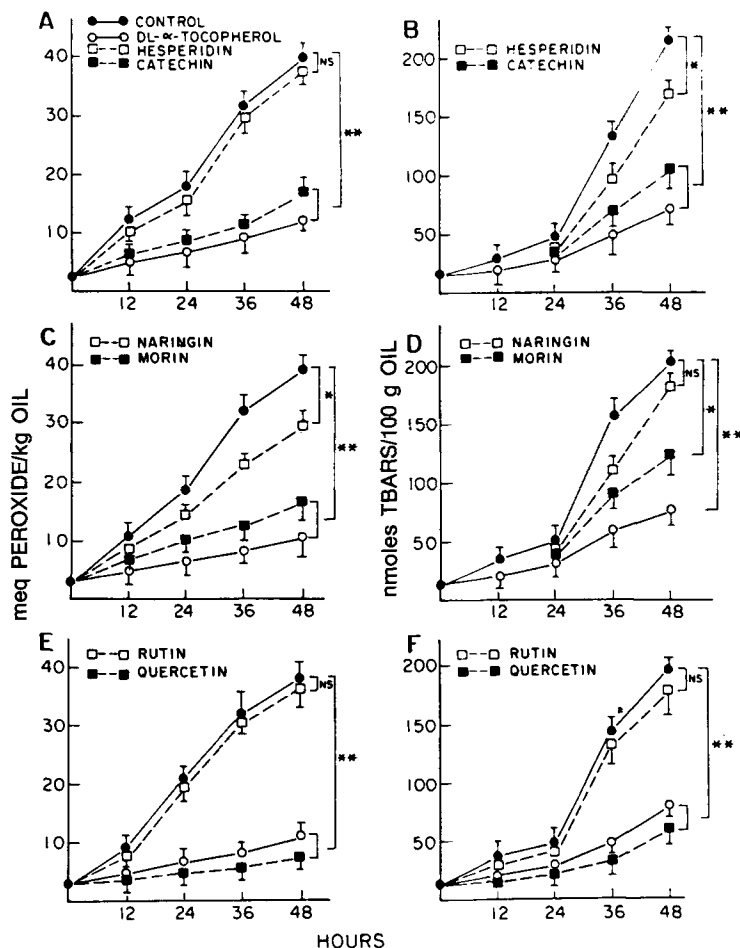 A
CONTROL
DL-α-TOCOPHEROL
HESPERIDIN
CATECHIN
40
30
20
10
12 24 36 48
NS
**
B
HESPERIDIN
CATECHIN
200
150
100
50
12 24 36 48
*
**
C
NARINGIN
MORIN
40
30
20
10
12 24 36 48
*
**
meq PEROXIDE/kg OIL
D
NARINGIN
MORIN
200
150
100
50
12 24 36 48
NS
*
**
nmoles TBARS/100 g OIL
E
RUTIN
QUERCETIN
40
30
20
10
12 24 36 48
NS
**
F
RUTIN
QUERCETIN
200
150
100
50
12 24 36 48
NS
**
HOURS